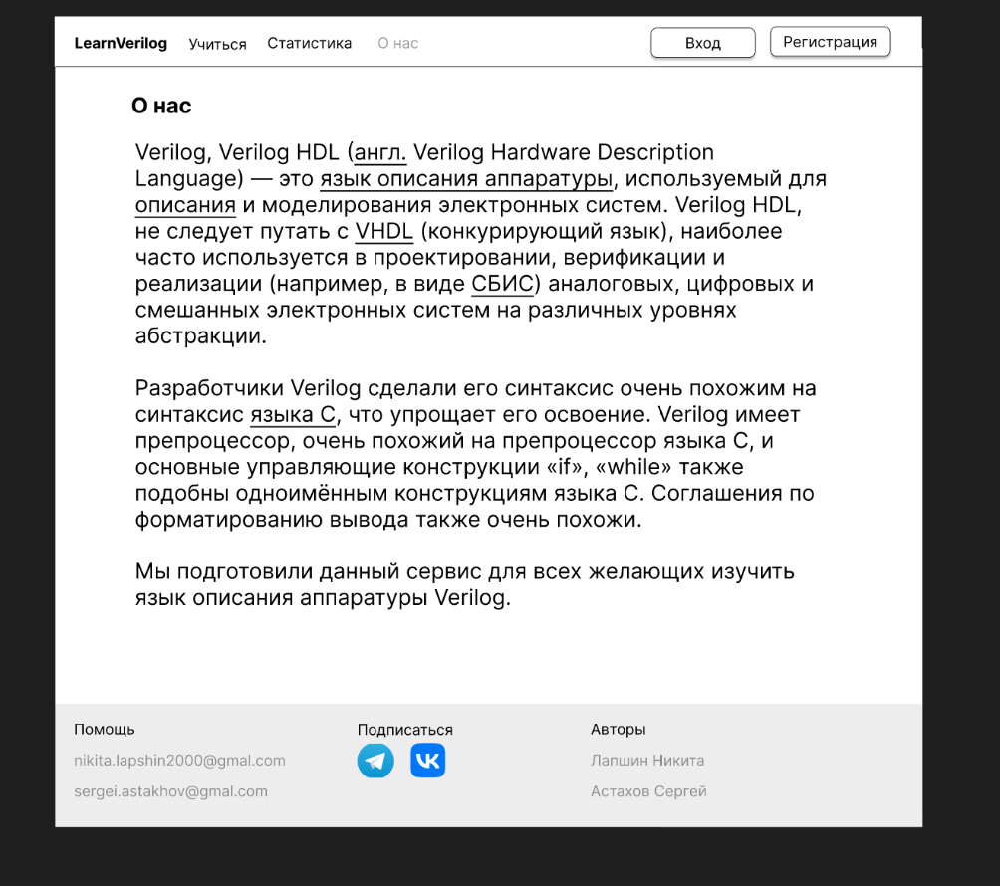 LearnVerilog Учиться Статистика О нас Вход Регистрация
О нас
Verilog, Verilog HDL (англ. Verilog Hardware Description
Language) — это язык описания аппаратуры, используемый для
описания и моделирования электронных систем. Verilog HDL,
не следует путать с VHDL (конкурирующий язык), наиболее
часто используется в проектировании, верификации и
реализации (например, в виде СБИС) аналоговых, цифровых и
смешанных электронных систем на различных уровнях
абстракции.
Разработчики Verilog сделали его синтаксис очень похожим на
синтаксис языка C, что упрощает его освоение. Verilog имеет
препроцессор, очень похожий на препроцессор языка C, и
основные управляющие конструкции «if», «while» также
подобны одноимённым конструкциям языка C. Соглашения по
форматированию вывода также очень похожи.
Мы подготовили данный сервис для всех желающих изучить
язык описания аппаратуры Verilog.
Помощь Подписаться Авторы
nikita.lapshin2000@gmal.com Лапшин Никита
sergei.astakhov@gmal.com Астахов Сергей